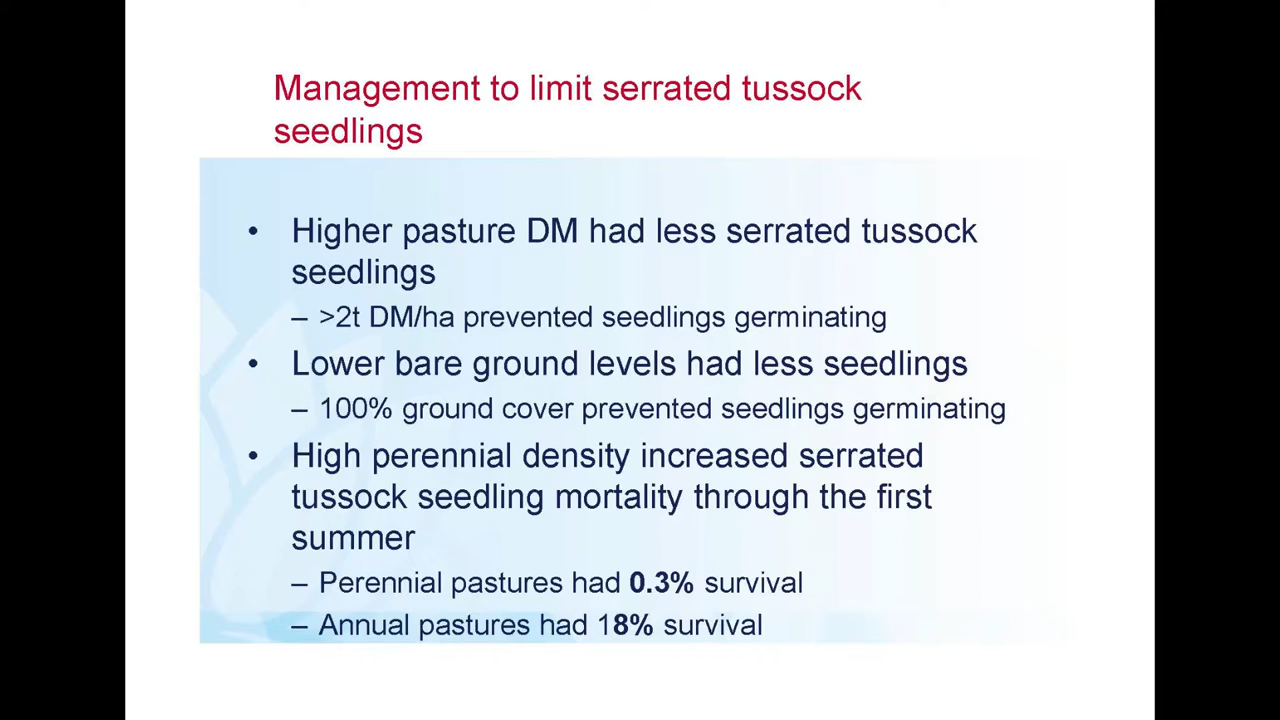 Management to limit serrated tussock
seedlings
• Higher pasture DM had less serrated tussock
seedlings
– >2t DM/ha prevented seedlings germinating
• Lower bare ground levels had less seedlings
– 100% ground cover prevented seedlings germinating
• High perennial density increased serrated
tussock seedling mortality through the first
summer
– Perennial pastures had 0.3% survival
– Annual pastures had 18% survival